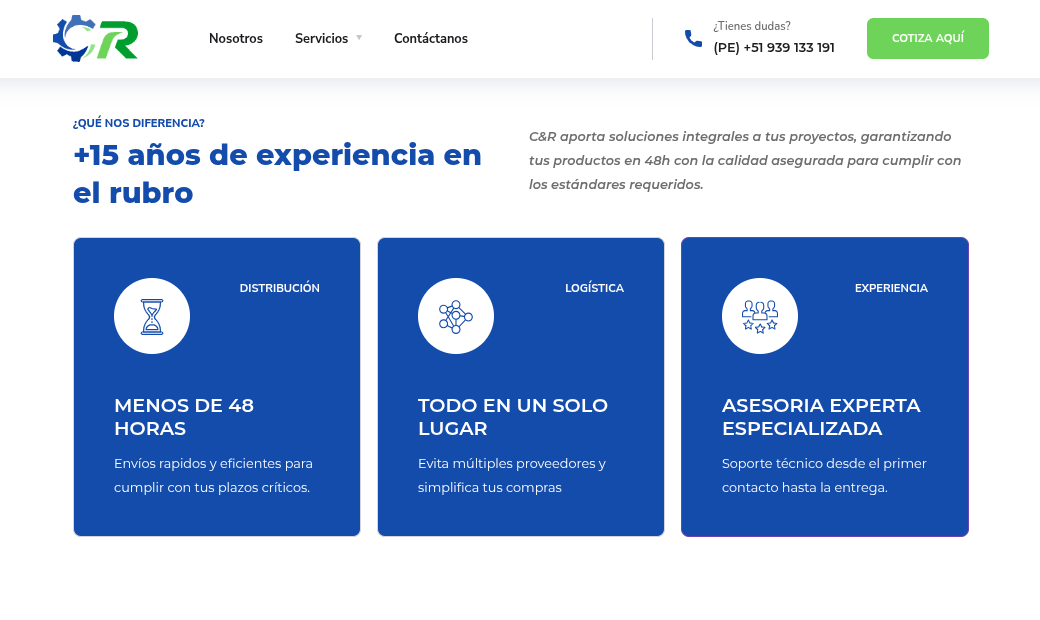 CR
Nosotros
Servicios
Contáctanos
¿Tienes dudas?
(PE) +51 939 133 191
COTIZA AQUÍ
¿QUÉ NOS DIFERENCIA?
+15 años de experiencia en
el rubro
C&R aporta soluciones integrales a tus proyectos, garantizando
tus productos en 48h con la calidad asegurada para cumplir con
los estándares requeridos.
DISTRIBUCIÓN
MENOS DE 48
HORAS
Envíos rapidos y eficientes para
cumplir con tus plazos críticos.
LOGÍSTICA
TODO EN UN SOLO
LUGAR
Evita múltiples proveedores y
simplifica tus compras
EXPERIENCIA
ASESORIA EXPERTA
ESPECIALIZADA
Soporte técnico desde el primer
contacto hasta la entrega.